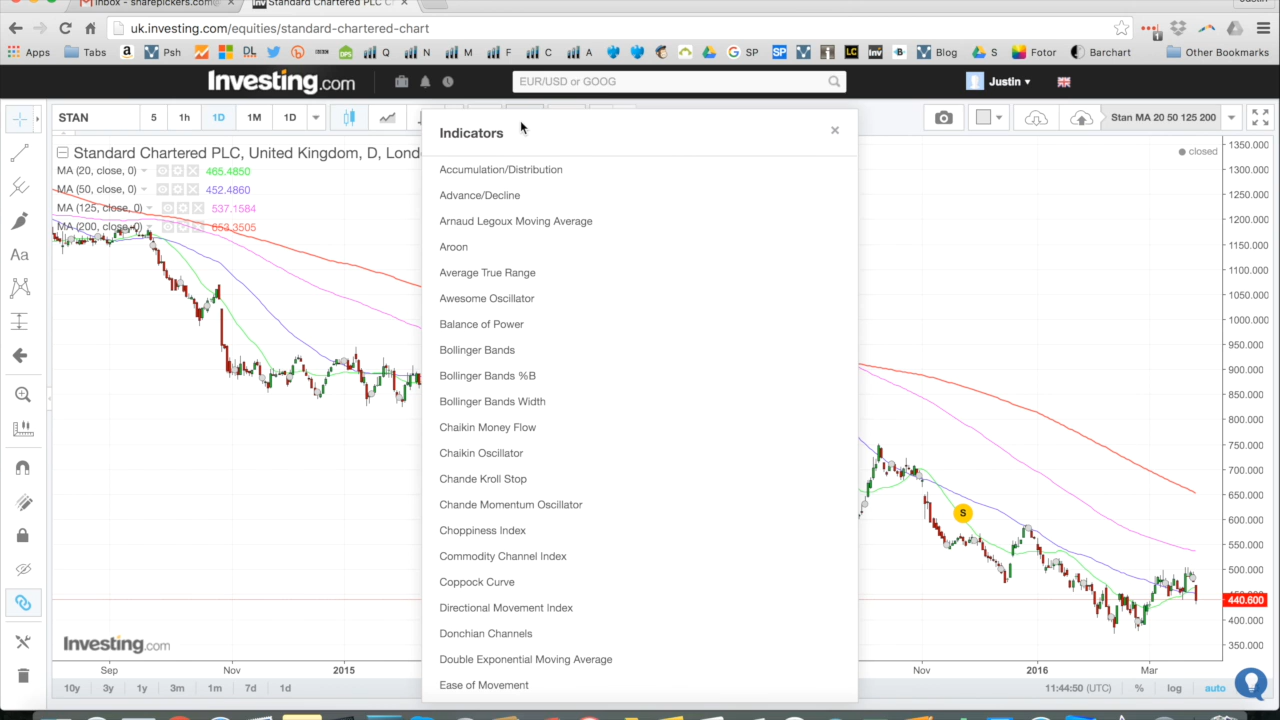 Inbox - sharepickers.com@
Standard Chartered PLC C
Justin
uk.investing.com/equities/standard-chartered-chart
Apps Tabs Psh DL Q N M F C A SP Blog S Fotor Barchart Other Bookmarks
Investing.com
EUR/USD or GOOG
Justin
STAN 5 1h 1D 1M 1D
Stan MA 20 50 125 200
Standard Chartered PLC, United Kingdom, D, Londo
closed
MA (20, close, 0) 465.4850
MA (50, close, 0) 452.4860
MA (125, close, 0) 537.1584
MA (200, close, 0) 653.3505
Indicators
Accumulation/Distribution
Advance/Decline
Arnaud Legoux Moving Average
Aroon
Average True Range
Awesome Oscillator
Balance of Power
Bollinger Bands
Bollinger Bands %B
Bollinger Bands Width
Chaikin Money Flow
Chaikin Oscillator
Chande Kroll Stop
Chande Momentum Oscillator
Choppiness Index
Commodity Channel Index
Coppock Curve
Directional Movement Index
Donchian Channels
Double Exponential Moving Average
Ease of Movement
1350.000
1300.000
1250.000
1200.000
1150.000
1100.000
1050.000
1000.000
950.000
900.000
850.000
800.000
750.000
700.000
650.000
600.000
550.000
500.000
450.000
440.600
400.000
350.000
S
Aa
Investing.com
Sep Nov 2015 Nov 2016 Mar
10y 3y 1y 3m 1m 7d 1d
11:44:50 (UTC) % log auto